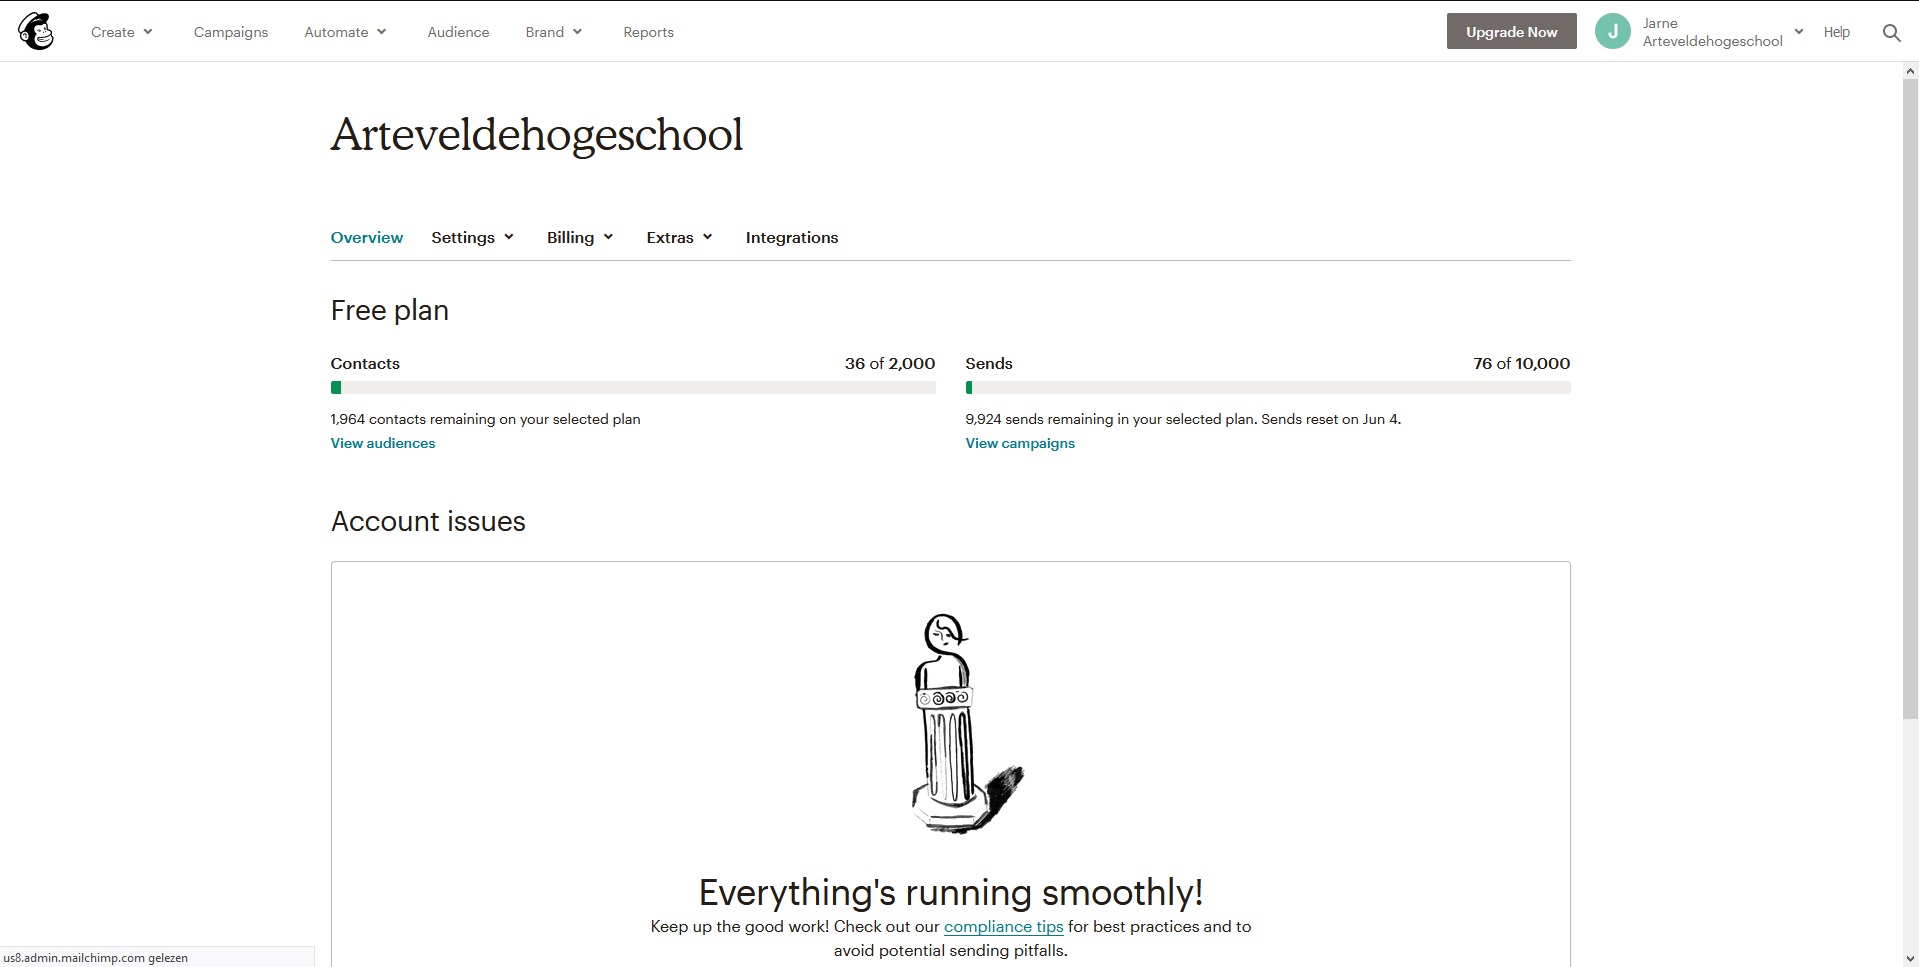 Create
Campaigns
Automate
Audience
Brand
Reports
Upgrade Now
J
Jarne
Arteveldehogeschool
Help
Arteveldehogeschool
Overview
Settings
Billing
Extras
Integrations
Free plan
Contacts
36 of 2,000
1,964 contacts remaining on your selected plan
View audiences
Sends
76 of 10,000
9,924 sends remaining in your selected plan. Sends reset on Jun 4.
View campaigns
Account issues
Everything's running smoothly!
Keep up the good work! Check out our compliance tips for best practices and to
avoid potential sending pitfalls.
us8.admin.mailchimp.com gelezen